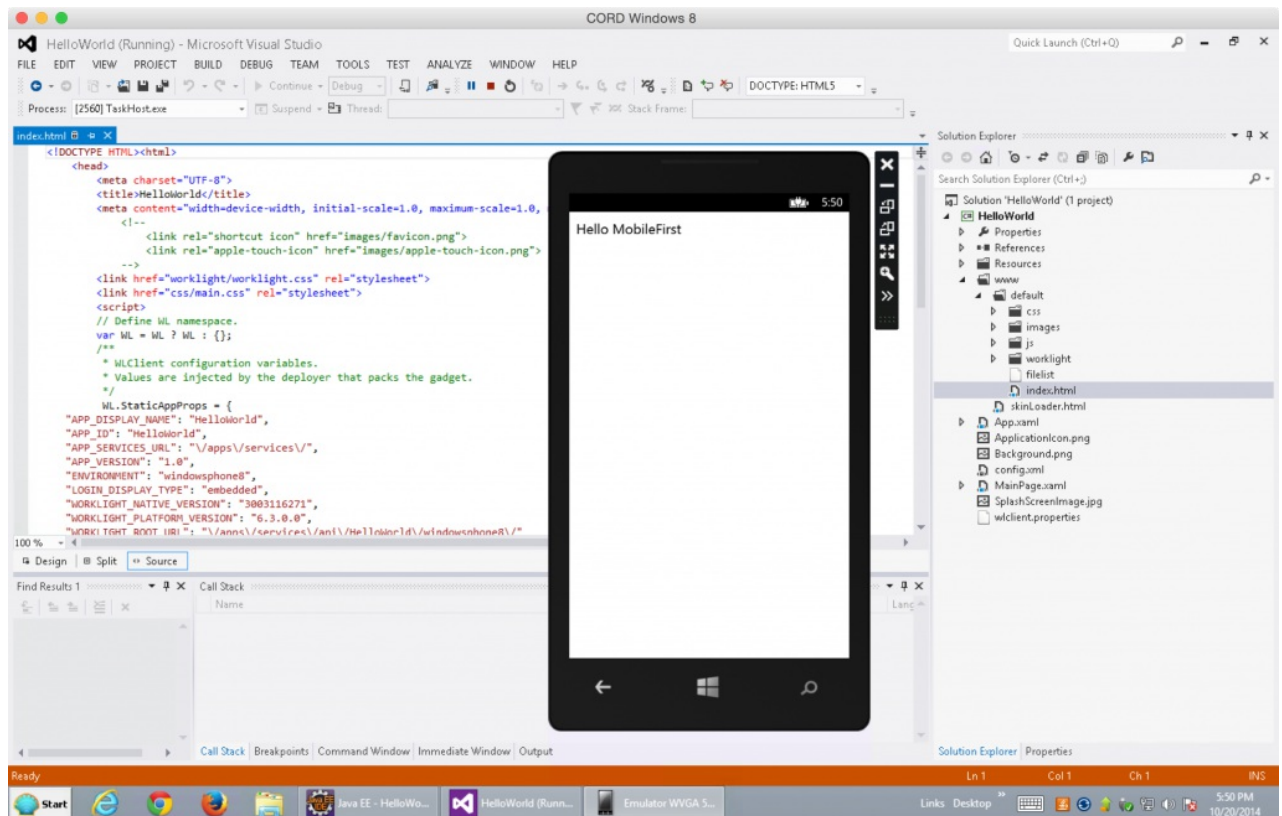 CORD Windows 8
HelloWorld (Running) - Microsoft Visual Studio
Quick Launch (Ctrl+Q)
FILE EDIT VIEW PROJECT BUILD DEBUG TEAM TOOLS TEST ANALYZE WINDOW HELP
Continue Debug DOCTYPE: HTML5
Process: [2560] TaskHost.exe Suspend Thread: Stack Frame:
index.html
<!DOCTYPE HTML><html>
<head>
<meta charset="UTF-8">
<title>HelloWorld</title>
<meta content="width=device-width, initial-scale=1.0, maximum-scale=1.0,
<!--
<link rel="shortcut icon" href="images/favicon.png">
<link rel="apple-touch-icon" href="images/apple-touch-icon.png">
-->
<link href="worklight/worklight.css" rel="stylesheet">
<link href="css/main.css" rel="stylesheet">
<script>
// Define WL namespace.
var WL = WL ? WL : {};
/**
* WLClient configuration variables.
* Values are injected by the deployer that packs the gadget.
*/
WL.StaticAppProps = {
"APP_DISPLAY_NAME": "HelloWorld",
"APP_ID": "HelloWorld",
"APP_SERVICES_URL": "\/apps\/services\/",
"APP_VERSION": "1.0",
"ENVIRONMENT": "windowsphone8",
"LOGIN_DISPLAY_TYPE": "embedded",
"WORKLIGHT_NATIVE_VERSION": "3003116271",
"WORKLIGHT_PLATFORM_VERSION": "6.3.0.0",
"WORKLIGHT_ROOT_URL": "\/apps\/services\/api\/HelloWorld\/windowsphone8\/"
100 %
Design Split Source
5:50
Hello MobileFirst
Solution Explorer
Search Solution Explorer (Ctrl+;)
Solution 'HelloWorld' (1 project)
HelloWorld
Properties
References
Resources
www
default
css
images
js
worklight
filelist
index.html
skinLoader.html
App.xaml
ApplicationIcon.png
Background.png
config.xml
MainPage.xaml
SplashScreenImage.jpg
wlclient.properties
Find Results 1
Call Stack
Name
Lang
Call Stack Breakpoints Command Window Immediate Window Output
Solution Explorer Properties
Ready
Ln 1 Col 1 Ch 1 INS
Start
Java EE - HelloWo...
HelloWorld (Runn...
Emulator WVGA 5...
Links Desktop
5:50 PM
10/20/2014